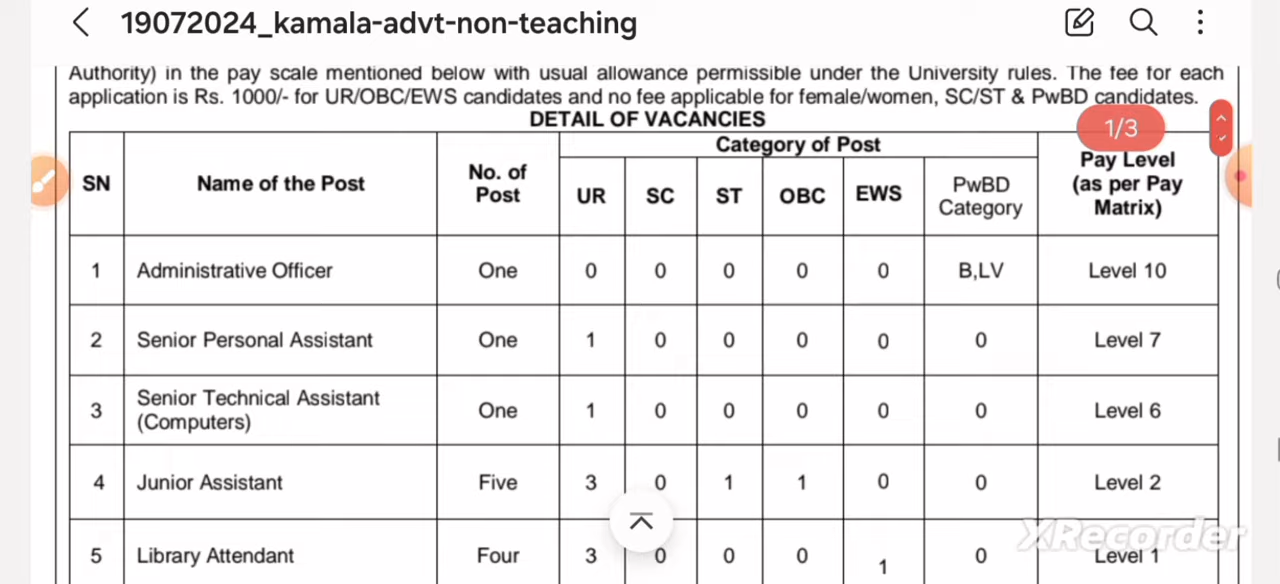 19072024_kamala-advt-non-teaching
Authority) in the pay scale mentioned below with usual allowance permissible under the University rules. The fee for each
application is Rs. 1000/- for UR/OBC/EWS candidates and no fee applicable for female/women, SC/ST & PwBD candidates.
DETAIL OF VACANCIES
1/3
SN Name of the Post No. of Post Category of Post Pay Level (as per Pay Matrix)
UR SC ST OBC EWS PwBD Category
1 Administrative Officer One 0 0 0 0 0 B,LV Level 10
2 Senior Personal Assistant One 1 0 0 0 0 0 Level 7
3 Senior Technical Assistant (Computers) One 1 0 0 0 0 0 Level 6
4 Junior Assistant Five 3 0 1 1 0 0 Level 2
5 Library Attendant Four 3 0 0 0 1 0 Level 1
XRecorder